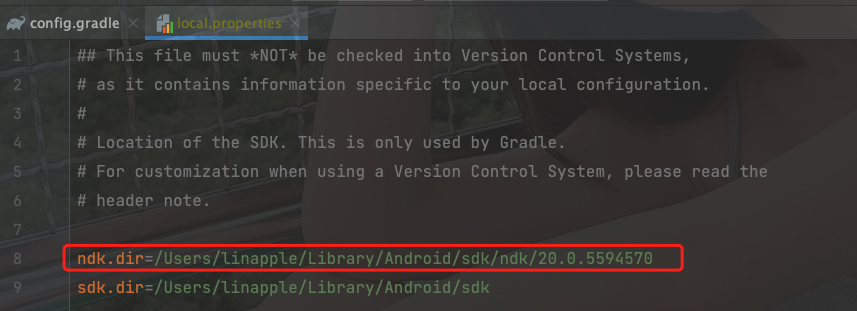 config.gradle
local.properties
1 ## This file must *NOT* be checked into Version Control Systems,
2 # as it contains information specific to your local configuration.
3 #
4 # Location of the SDK. This is only used by Gradle.
5 # For customization when using a Version Control System, please read the
6 # header note.
7
8 ndk.dir=/Users/linapple/Library/Android/sdk/ndk/20.0.5594570
9 sdk.dir=/Users/linapple/Library/Android/sdk